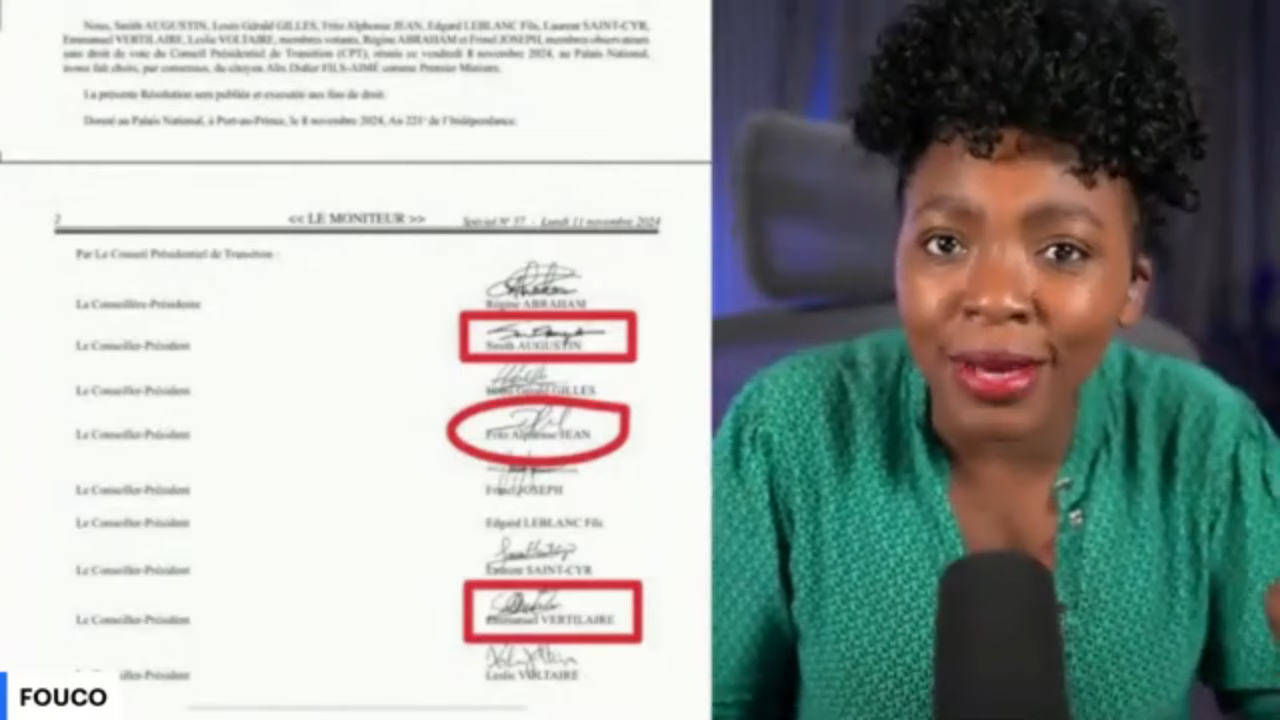 Nous, Smith AUGUSTIN, Louis Gérald GILLES, Fritz Alphonse JEAN, Edgard LEBLANC Fils, Laurent SAINT-CYR,
Emmanuel VERTILAIRE, Leslie VOLTAIRE, membres votants, Régine ABRAHAM et Frinel JOSEPH, membres observateurs
sans droit de vote du Conseil Présidentiel de Transition (CPT), réunis ce vendredi 8 novembre 2024, au Palais National,
avons fait choix, par consensus, du citoyen Alix Didier FILS-AIMÉ comme Premier Ministre.
La présente Résolution sera publiée et exécutée aux fins de droit.
Donné au Palais National, à Port-au-Prince, le 8 novembre 2024, An 221e de l'Indépendance.
2 << LE MONITEUR >> Spécial N° 57 - Lundi 11 novembre 2024
Par Le Conseil Présidentiel de Transition :
La Conseillère-Présidente Régine ABRAHAM
Le Conseiller-Président Smith AUGUSTIN
Le Conseiller-Président GILLES
Le Conseiller-Président Fritz Alphonse JEAN
Le Conseiller-Président Frinel JOSEPH
Le Conseiller-Président Edgard LEBLANC Fils
Le Conseiller-Président Laurent SAINT-CYR
Le Conseiller-Président Emmanuel VERTILAIRE
Conseiller-Président Leslie VOLTAIRE
FOUCO